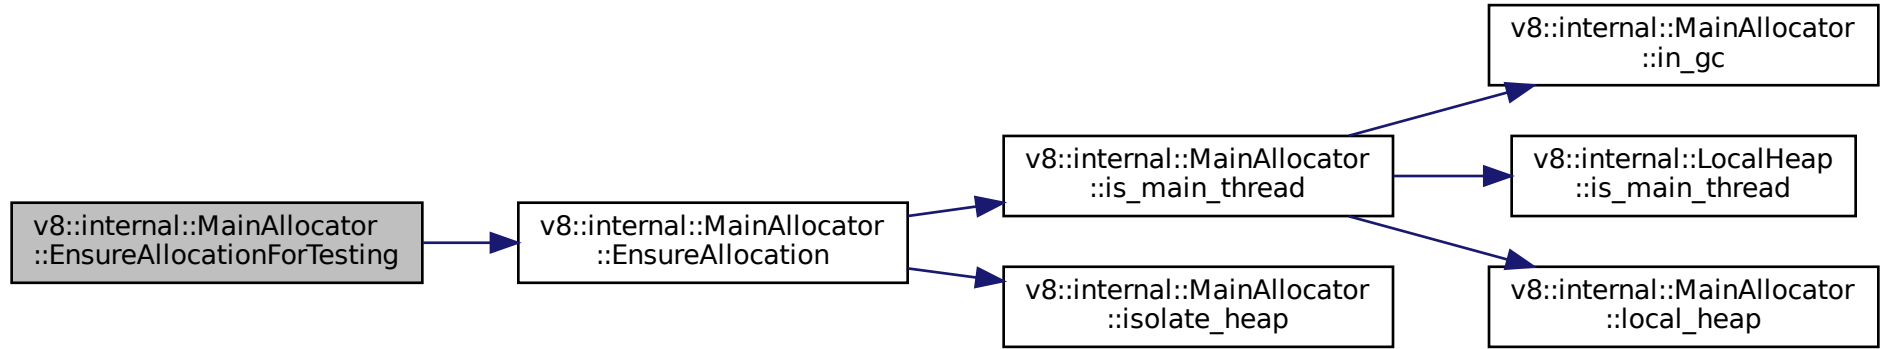 v8::internal::MainAllocator
::EnsureAllocationForTesting
v8::internal::MainAllocator
::EnsureAllocation
v8::internal::MainAllocator
::is_main_thread
v8::internal::MainAllocator
::isolate_heap
v8::internal::MainAllocator
::in_gc
v8::internal::LocalHeap
::is_main_thread
v8::internal::MainAllocator
::local_heap